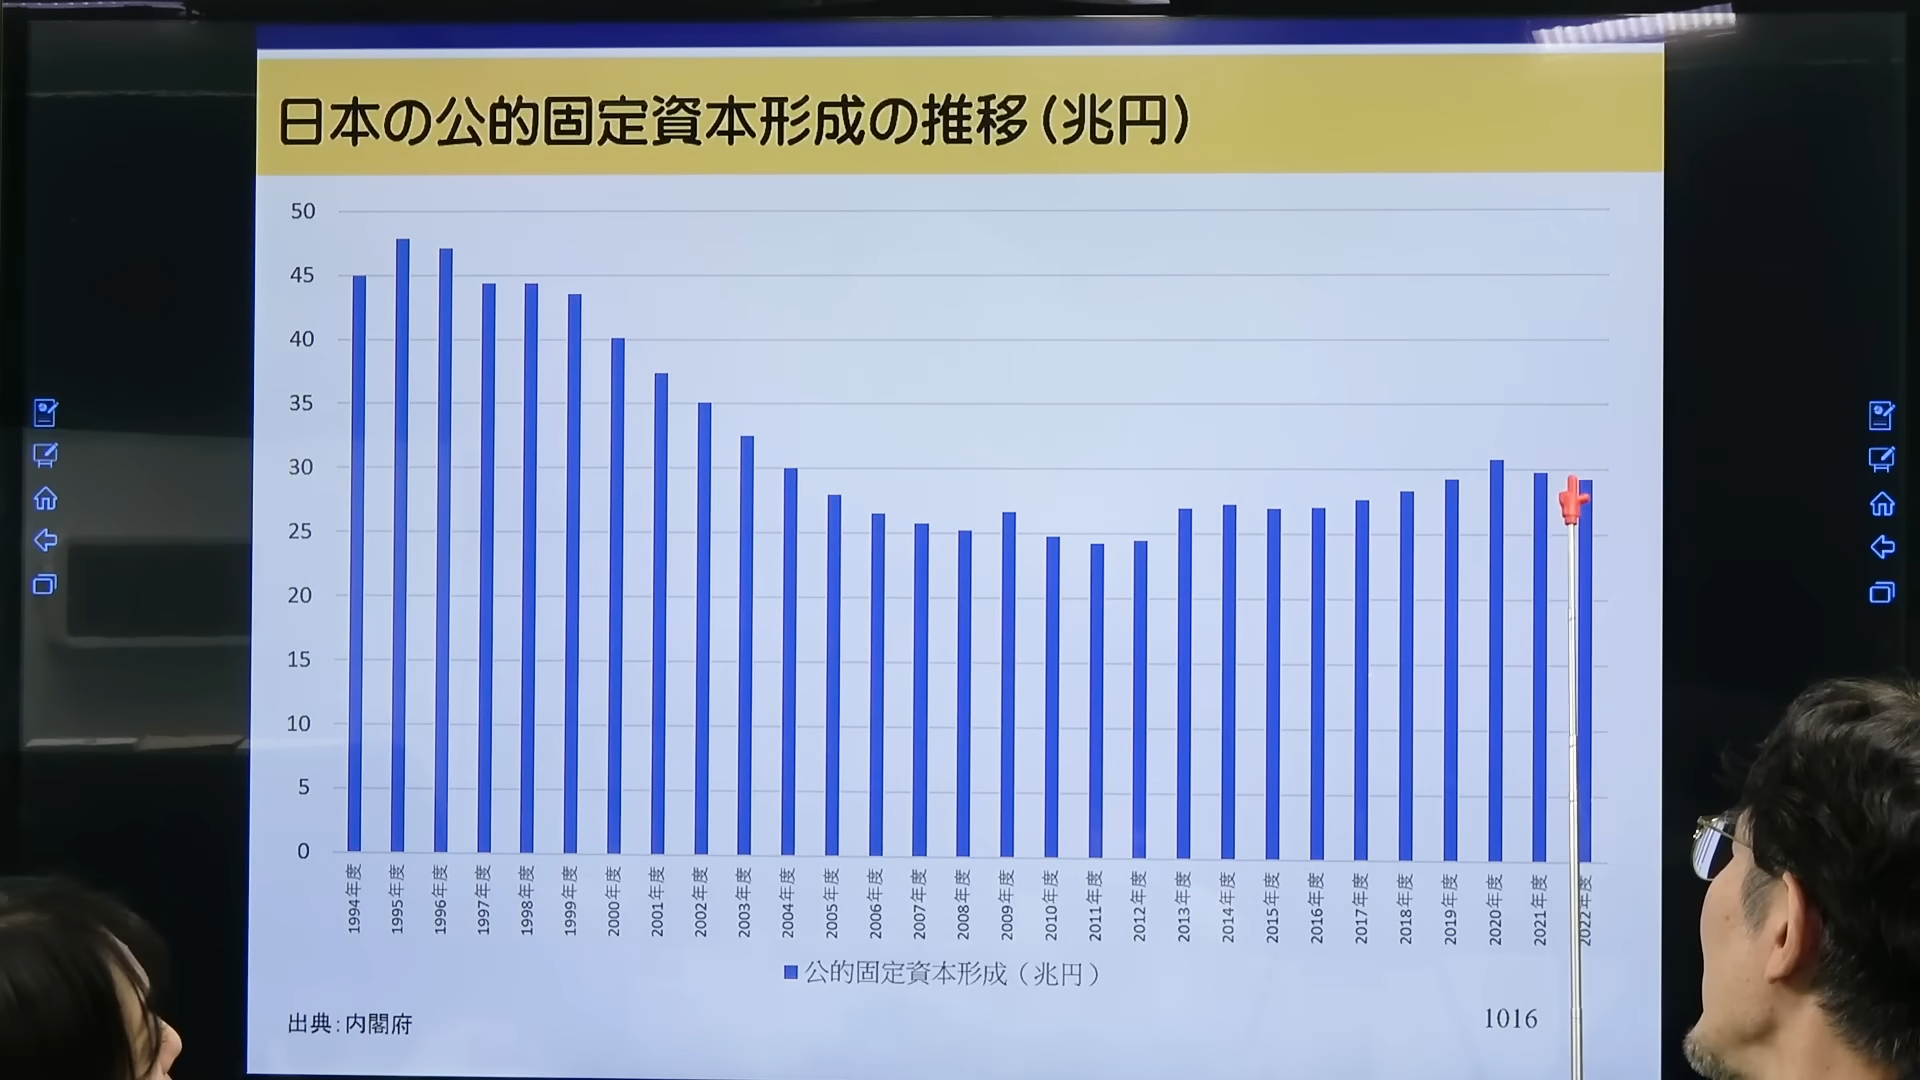 日本の公的固定資本形成の推移(兆円)
50
45
40
35
30
25
20
15
10
5
0
1994年度
1995年度
1996年度
1997年度
1998年度
1999年度
2000年度
2001年度
2002年度
2003年度
2004年度
2005年度
2006年度
2007年度
2008年度
2009年度
2010年度
2011年度
2012年度
2013年度
2014年度
2015年度
2016年度
2017年度
2018年度
2019年度
2020年度
2021年度
2022年度
公的固定資本形成(兆円)
出典:内閣府
1016